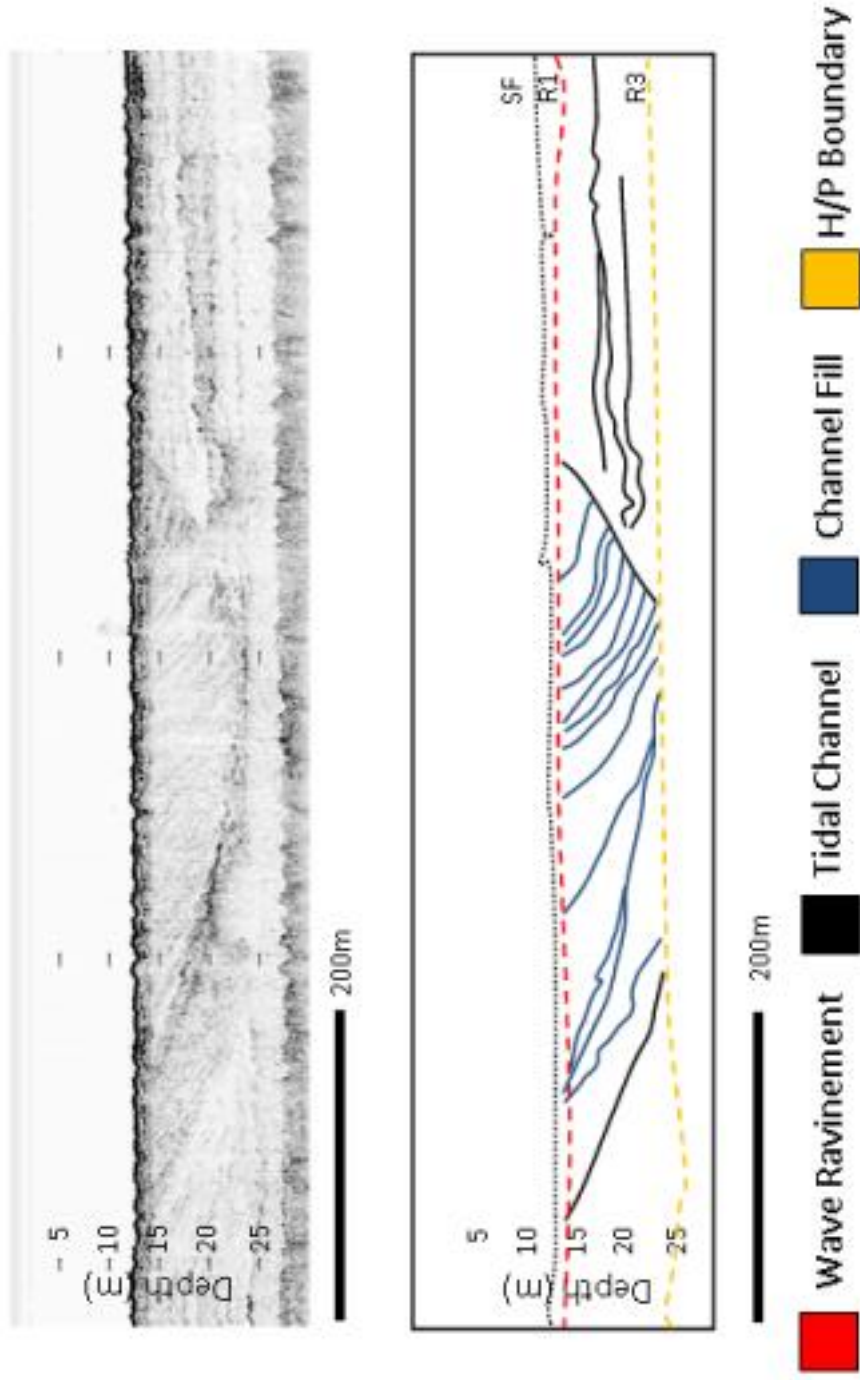 5
10
15
20
25
Depth (m)
200m
SF
R1
R3
5
10
15
20
25
Depth (m)
200m
Wave Ravinement
Tidal Channel
Channel Fill
H/P Boundary